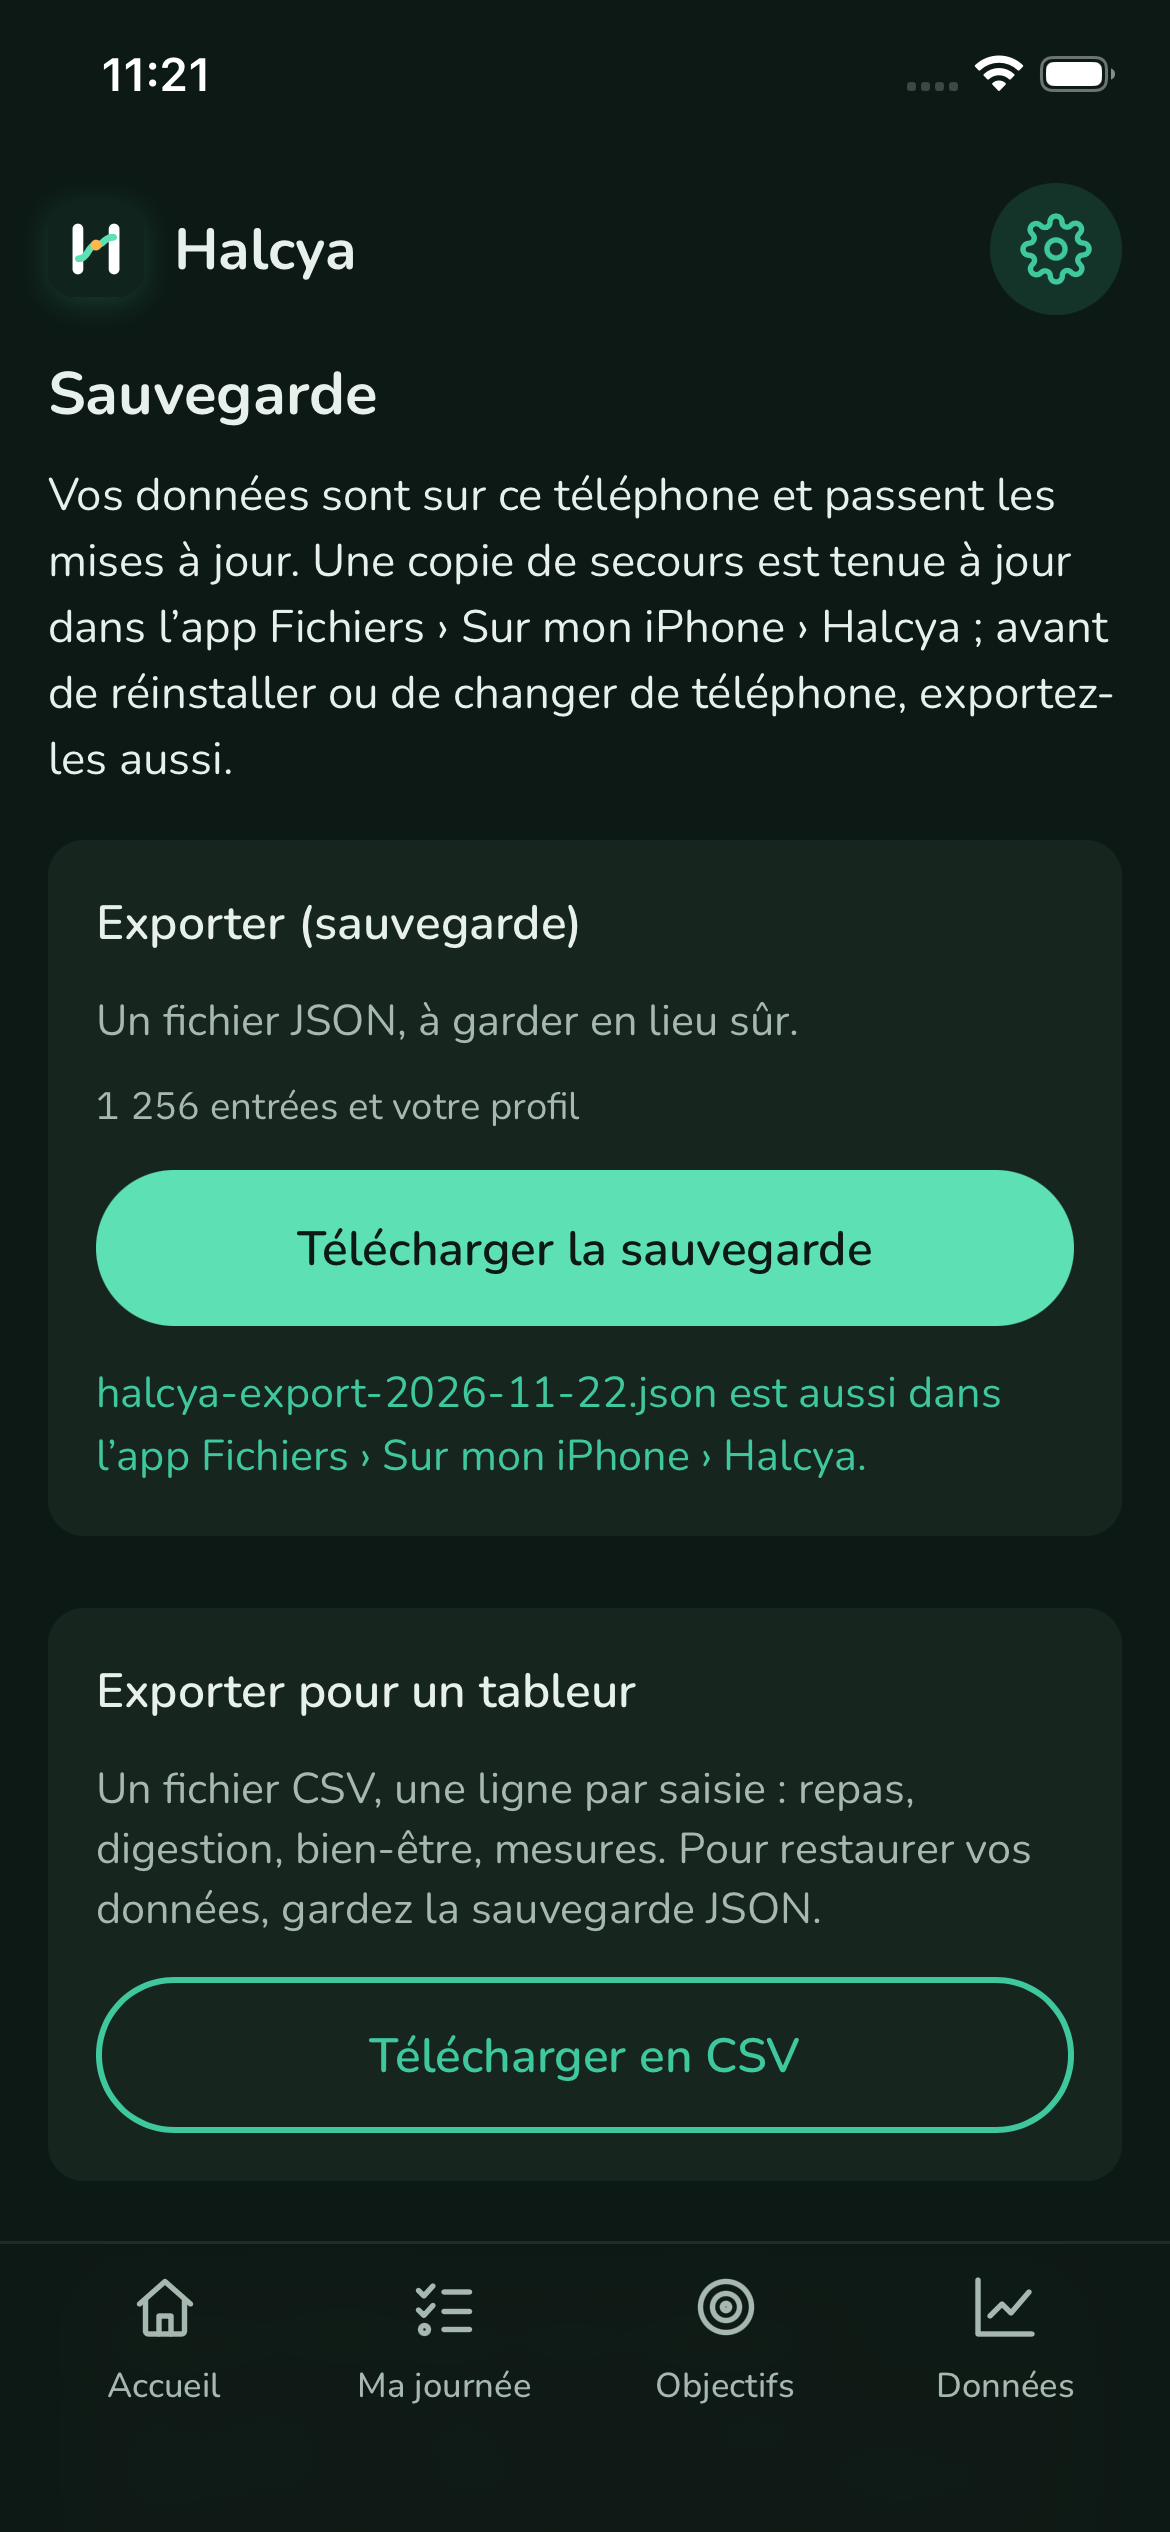 11:21
Halcya
Sauvegarde
Vos données sont sur ce téléphone et passent les
mises à jour. Une copie de secours est tenue à jour
dans l’app Fichiers › Sur mon iPhone › Halcya ; avant
de réinstaller ou de changer de téléphone, exportez-
les aussi.
Exporter (sauvegarde)
Un fichier JSON, à garder en lieu sûr.
1 256 entrées et votre profil
Télécharger la sauvegarde
halcya-export-2026-11-22.json est aussi dans
l’app Fichiers › Sur mon iPhone › Halcya.
Exporter pour un tableur
Un fichier CSV, une ligne par saisie : repas,
digestion, bien-être, mesures. Pour restaurer vos
données, gardez la sauvegarde JSON.
Télécharger en CSV
Accueil
Ma journée
Objectifs
Données